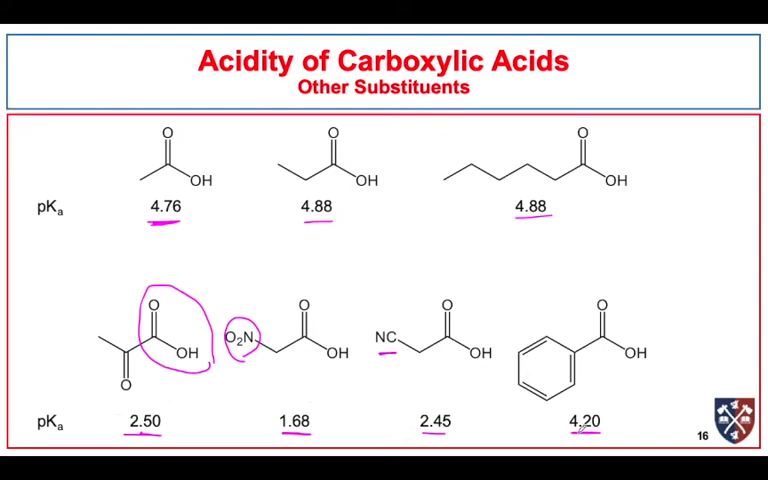 Acidity of Carboxylic Acids
Other Substituents
O
OH
O
OH
O
OH
pKa 4.76 4.88 4.88
O
OH
O
O2N
O
OH
NC
O
OH
O
OH
pKa 2.50 1.68 2.45 4.20
16